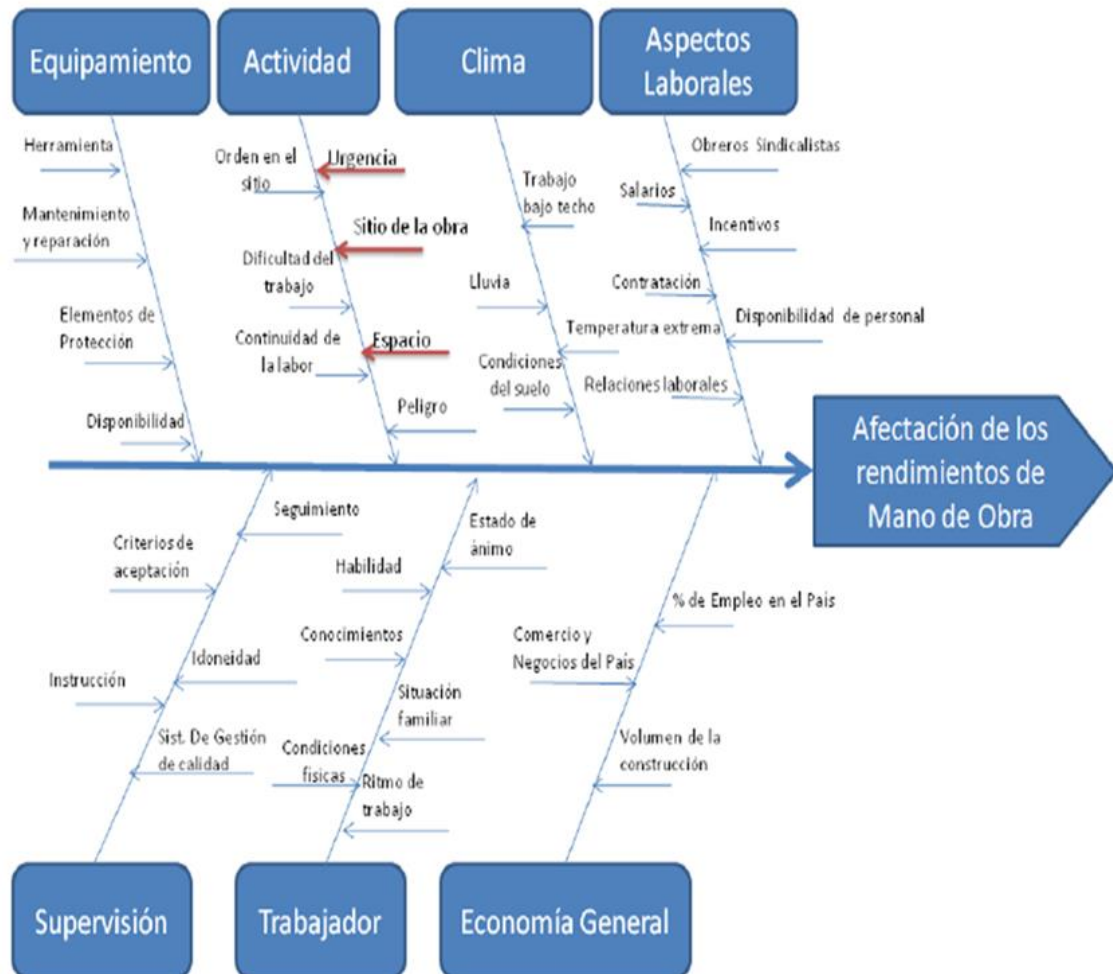 Equipamiento
Actividad
Clima
Aspectos
Laborales
Herramienta
Mantenimiento
y reparación
Elementos de
Protección
Disponibilidad
Orden en el
sitio
Urgencia
Sitio de la obra
Dificultad del
trabajo
Continuidad de
la labor
Espacio
Peligro
Trabajo
bajo techo
Lluvia
Temperatura extrema
Condiciones
del suelo
Obreros Sindicalistas
Salarios
Incentivos
Contratación
Disponibilidad de personal
Relaciones laborales
Afectación de los
rendimientos de
Mano de Obra
Seguimiento
Criterios de
aceptación
Idoneidad
Instrucción
Sist. De Gestión
de calidad
Estado de
ánimo
Habilidad
Conocimientos
Situación
familiar
Condiciones
físicas
Ritmo de
trabajo
% de Empleo en el País
Comercio y
Negocios del País
Volumen de la
construcción
Supervisión
Trabajador
Economía General